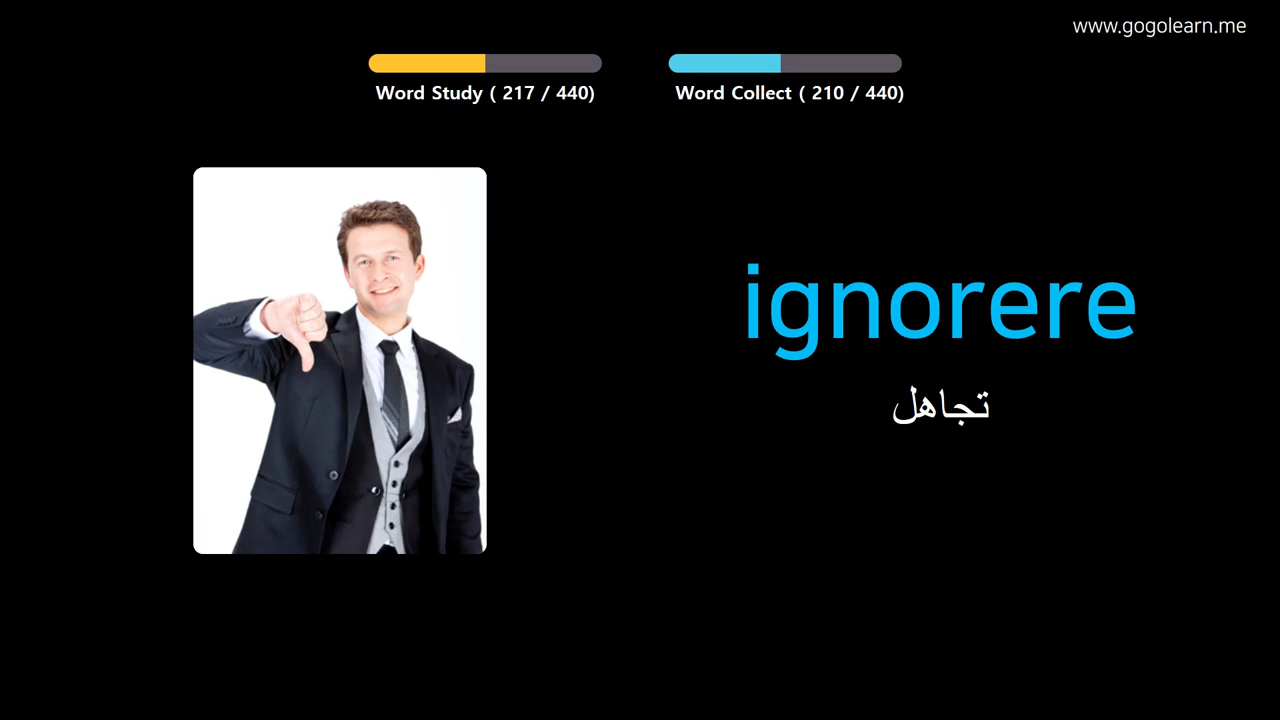 www.gogolearn.me
Word Study ( 217 / 440)
Word Collect ( 210 / 440)
ignorere
تجاهل